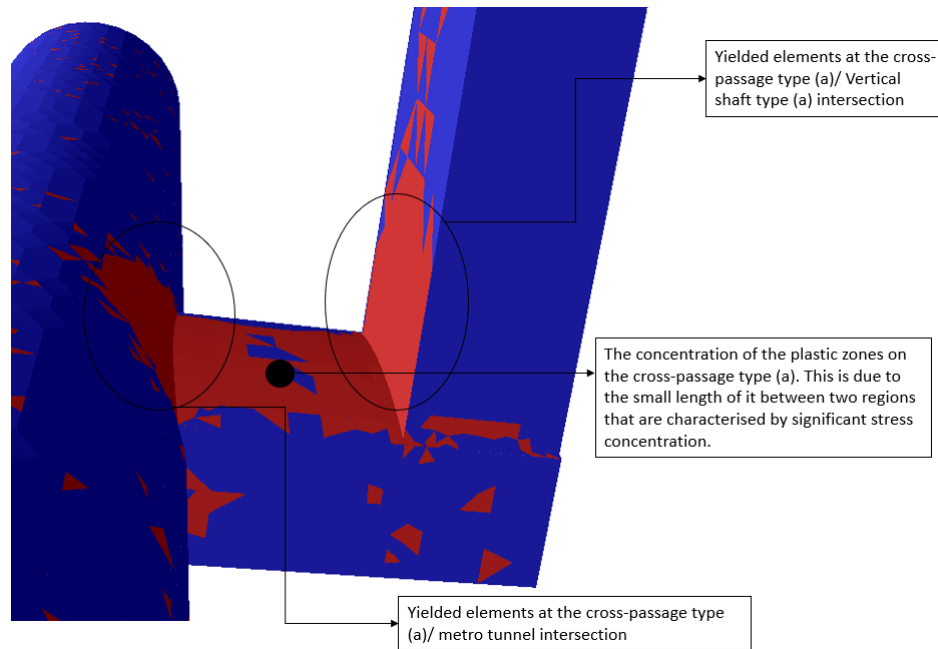 Yielded elements at the cross-
passage type (a)/ Vertical
shaft type (a) intersection
The concentration of the plastic zones on
the cross-passage type (a). This is due to
the small length of it between two regions
that are characterised by significant stress
concentration.
Yielded elements at the cross-passage type
(a)/ metro tunnel intersection